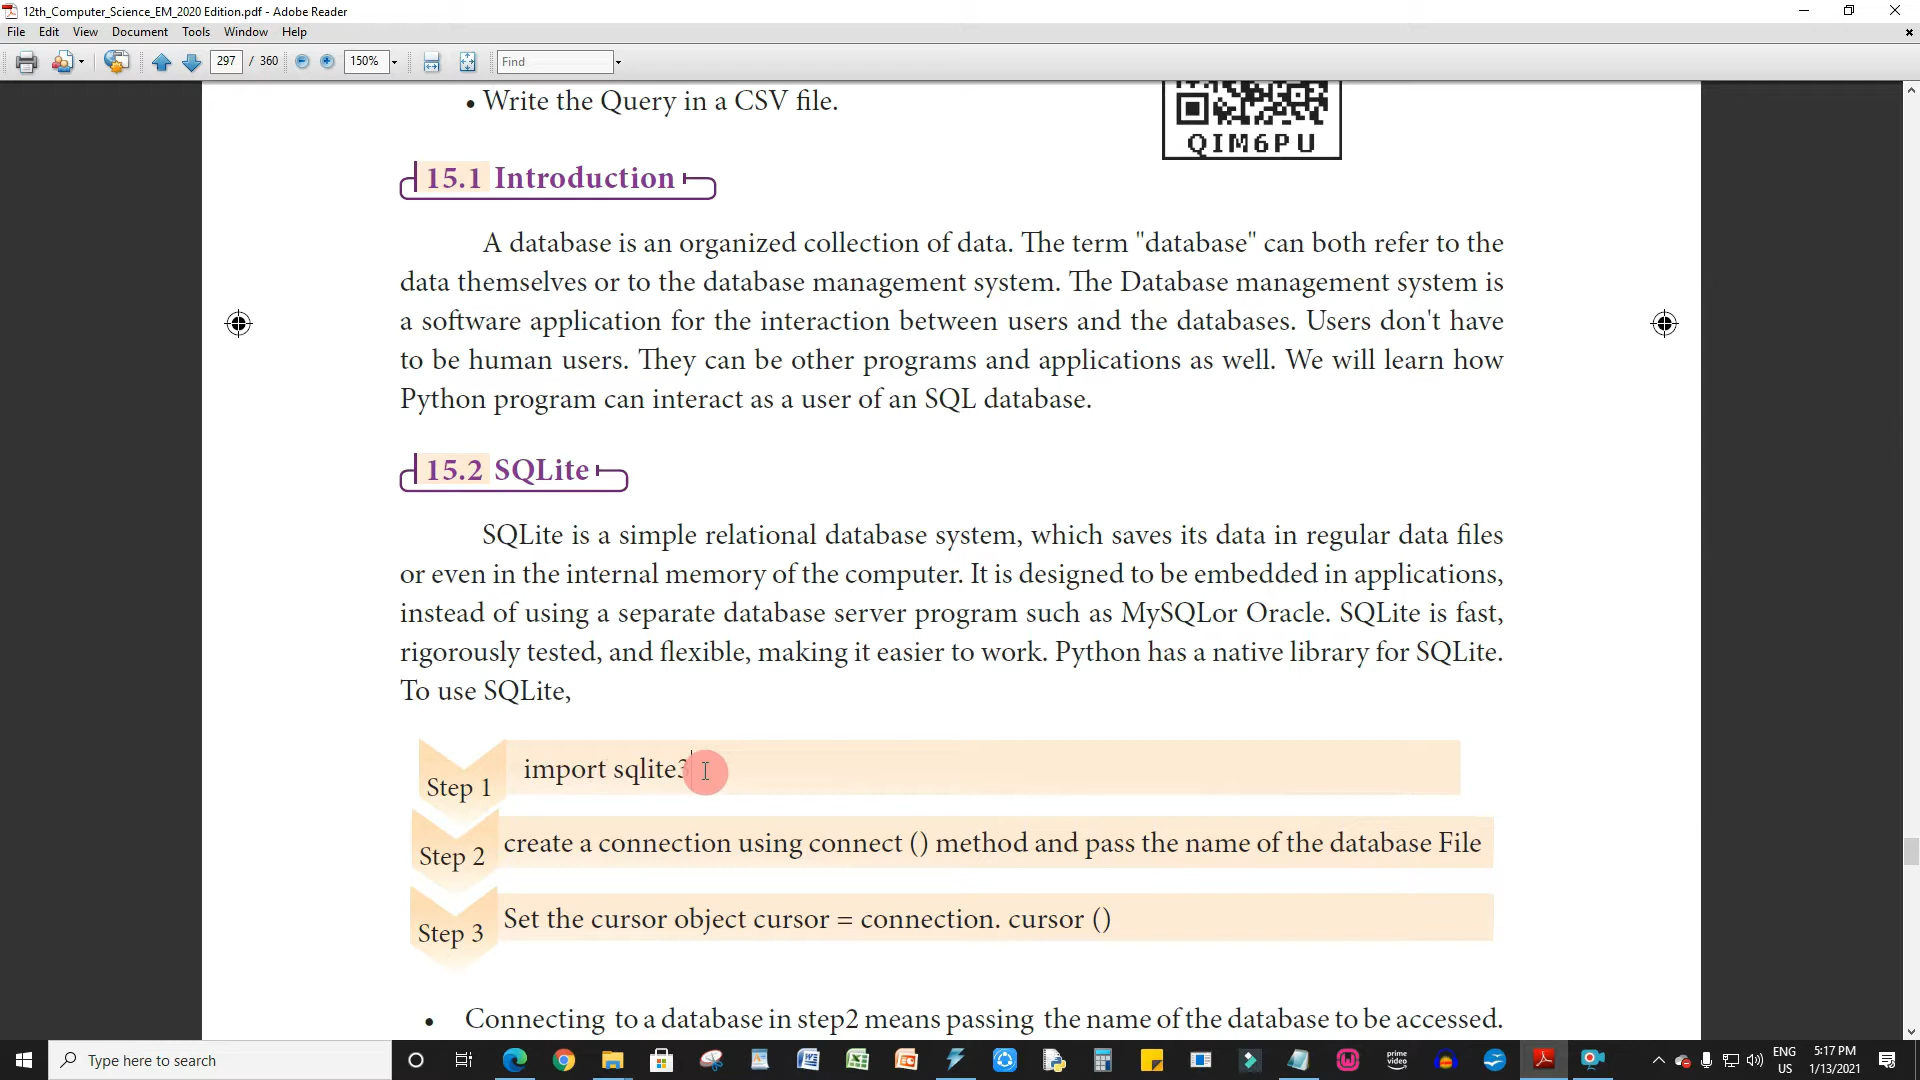 12th_Computer_Science_EM_2020 Edition.pdf - Adobe Reader
File Edit View Document Tools Window Help
297 / 360 150% Find
• Write the Query in a CSV file.
QIM6PU
15.1 Introduction
A database is an organized collection of data. The term "database" can both refer to the
data themselves or to the database management system. The Database management system is
a software application for the interaction between users and the databases. Users don't have
to be human users. They can be other programs and applications as well. We will learn how
Python program can interact as a user of an SQL database.
15.2 SQLite
SQLite is a simple relational database system, which saves its data in regular data files
or even in the internal memory of the computer. It is designed to be embedded in applications,
instead of using a separate database server program such as MySQLor Oracle. SQLite is fast,
rigorously tested, and flexible, making it easier to work. Python has a native library for SQLite.
To use SQLite,
Step 1 import sqlite3
Step 2 create a connection using connect () method and pass the name of the database File
Step 3 Set the cursor object cursor = connection. cursor ()
• Connecting to a database in step2 means passing the name of the database to be accessed.
Type here to search
prime video
ENG US
5:17 PM
1/13/2021